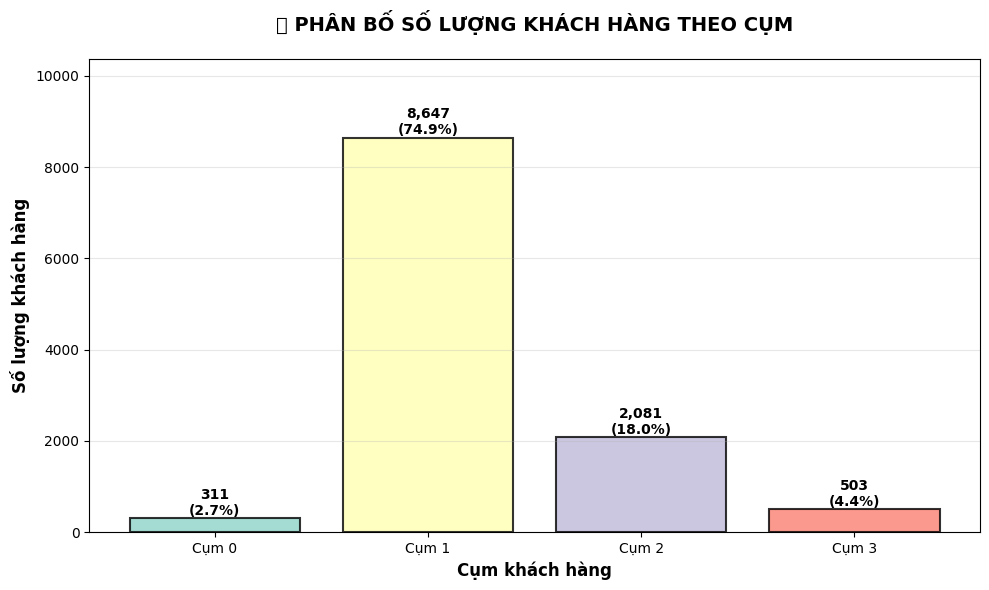 PHÂN BỐ SỐ LƯỢNG KHÁCH HÀNG THEO CỤM
Số lượng khách hàng
10000
8000
6000
4000
2000
0
311
(2.7%)
8,647
(74.9%)
2,081
(18.0%)
503
(4.4%)
Cụm 0
Cụm 1
Cụm 2
Cụm 3
Cụm khách hàng